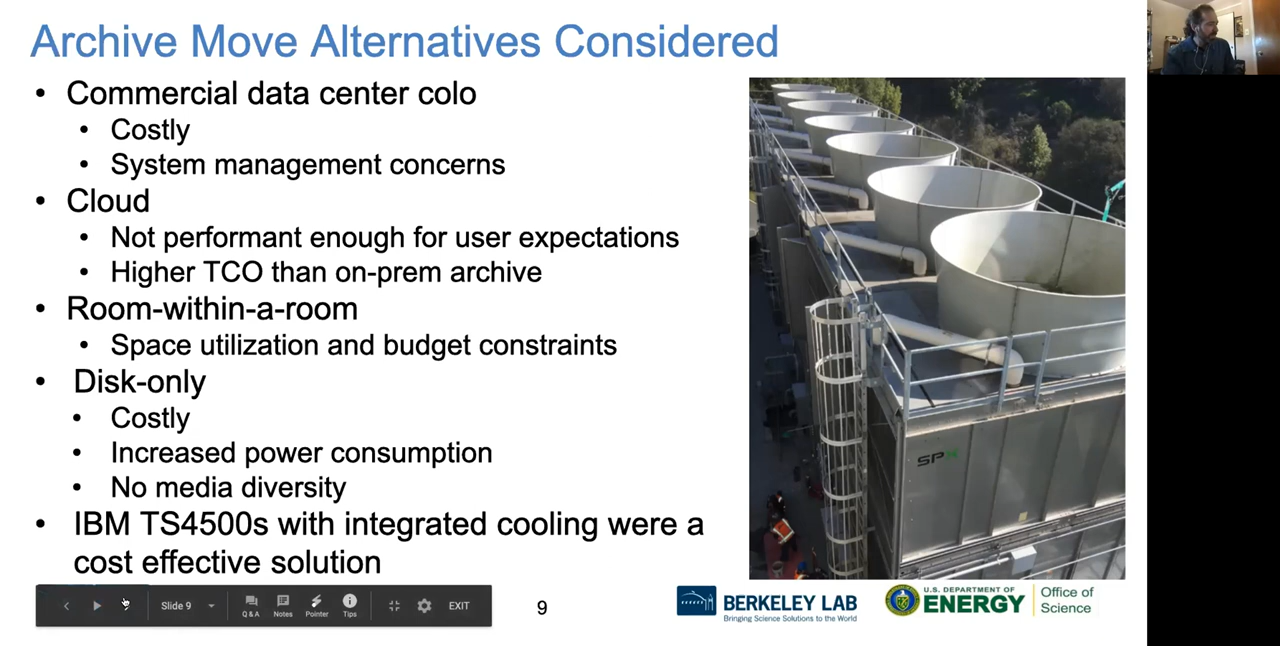 Archive Move Alternatives Considered
• Commercial data center colo
• Costly
• System management concerns
• Cloud
• Not performant enough for user expectations
• Higher TCO than on-prem archive
• Room-within-a-room
• Space utilization and budget constraints
• Disk-only
• Costly
• Increased power consumption
• No media diversity
• IBM TS4500s with integrated cooling were a
cost effective solution
SPX
Slide 9
Q & A
Notes
Pointer
Tips
EXIT
9
BERKELEY LAB
Bringing Science Solutions to the World
U.S. DEPARTMENT OF
ENERGY
Office of
Science